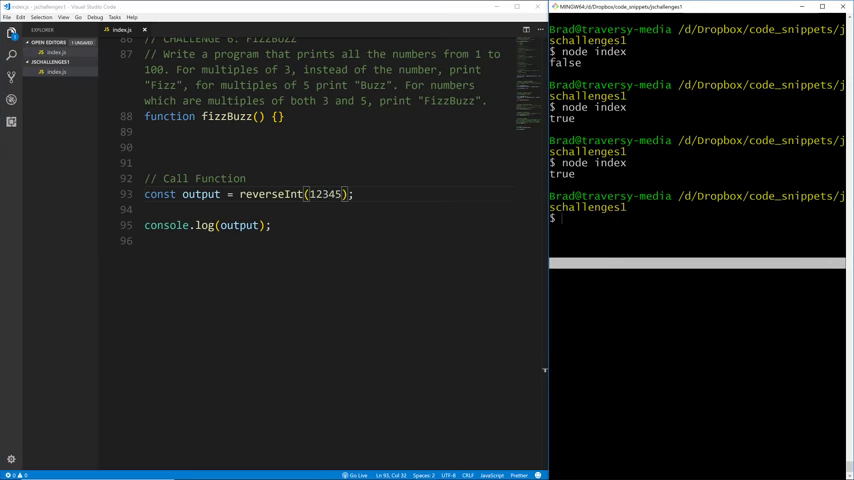 index.js - jschallenges1 - Visual Studio Code
File Edit Selection View Go Debug Tasks Help
EXPLORER
OPEN EDITORS 1 UNSAVED
index.js
JSCHALLENGES1
index.js
index.js
86 // CHALLENGE 6: FIZZBUZZ
87 // Write a program that prints all the numbers from 1 to
100. For multiples of 3, instead of the number, print
"Fizz", for multiples of 5 print "Buzz". For numbers
which are multiples of both 3 and 5, print "FizzBuzz".
88 function fizzBuzz() {}
89
90
91
92 // Call Function
93 const output = reverseInt(12345);
94
95 console.log(output);
96
0 0
Go Live Ln 93, Col 32 Spaces: 2 UTF-8 CRLF JavaScript Prettier
MINGW64:/d/Dropbox/code_snippets/jschallenges1
Brad@traversy-media /d/Dropbox/code_snippets/j
schallenges1
$ node index
false
Brad@traversy-media /d/Dropbox/code_snippets/j
schallenges1
$ node index
true
Brad@traversy-media /d/Dropbox/code_snippets/j
schallenges1
$ node index
true
Brad@traversy-media /d/Dropbox/code_snippets/j
schallenges1
$